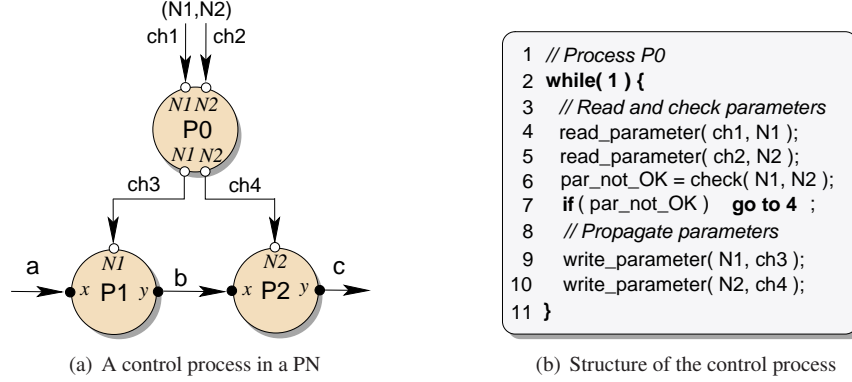 (N1,N2)
ch1 ch2
N1 N2
P0
N1 N2
ch3 ch4
N1 N2
a x P1 y b x P2 y c
(a) A control process in a PN
1 // Process P0
2 while( 1 ) {
3 // Read and check parameters
4 read_parameter( ch1, N1 );
5 read_parameter( ch2, N2 );
6 par_not_OK = check( N1, N2 );
7 if ( par_not_OK ) go to 4 ;
8 // Propagate parameters
9 write_parameter( N1, ch3 );
10 write_parameter( N2, ch4 );
11 }
(b) Structure of the control process